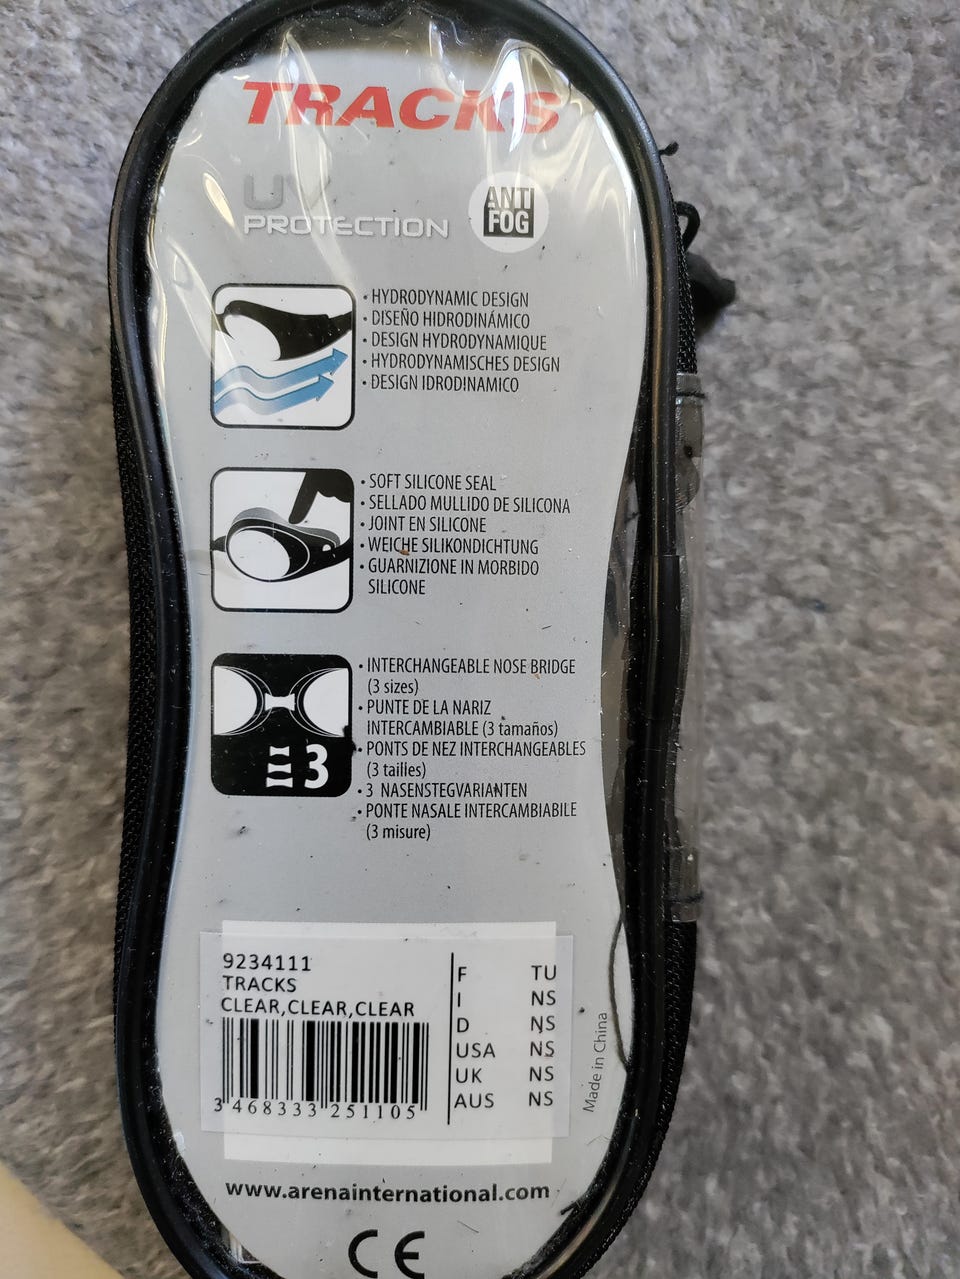 TRACKS
UV
PROTECTION
ANTI
FOG
• HYDRODYNAMIC DESIGN
• DISEÑO HIDRODINÁMICO
• DESIGN HYDRODYNAMIQUE
• HYDRODYNAMISCHES DESIGN
• DESIGN IDRODINAMICO
• SOFT SILICONE SEAL
• SELLADO MULLIDO DE SILICONA
• JOINT EN SILICONE
• WEICHE SILIKONDICHTUNG
• GUARNIZIONE IN MORBIDO
SILICONE
3
• INTERCHANGEABLE NOSE BRIDGE
(3 sizes)
• PUNTE DE LA NARIZ
INTERCAMBIABLE (3 tamaños)
• PONTS DE NEZ INTERCHANGEABLES
(3 tailles)
• 3 NASENSTEGVARIANTEN
• PONTE NASALE INTERCAMBIABILE
(3 misure)
9234111
TRACKS
CLEAR,CLEAR,CLEAR
3 468333 251105
F TU
I NS
D NS
USA NS
UK NS
AUS NS
Made in China
www.arenainternational.com
CE